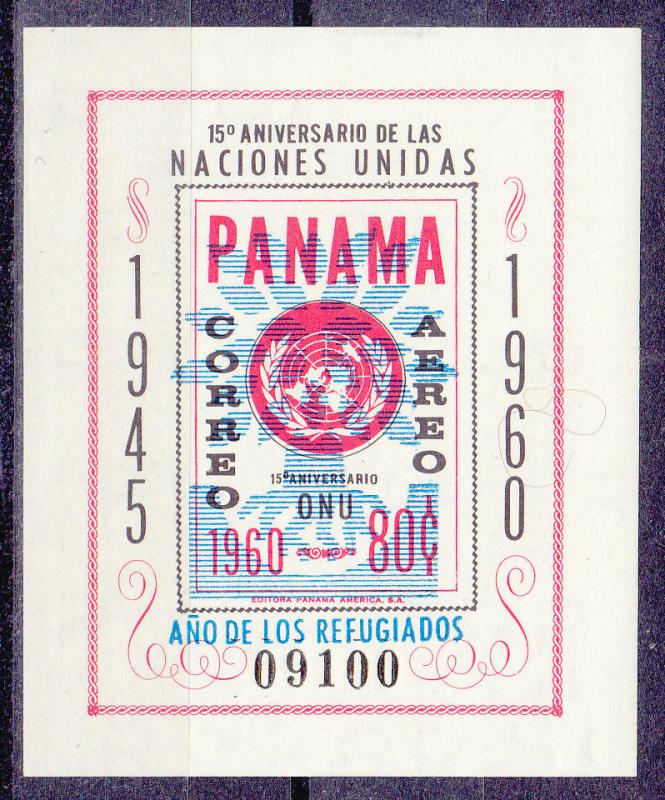 15º ANIVERSARIO DE LAS
NACIONES UNIDAS
1945
1960
PANAMA
CORREO
AEREO
15º ANIVERSARIO
ONU
1960
80¢
EDITORA PANAMA AMERICA, S.A.
AÑO DE LOS REFUGIADOS
09100